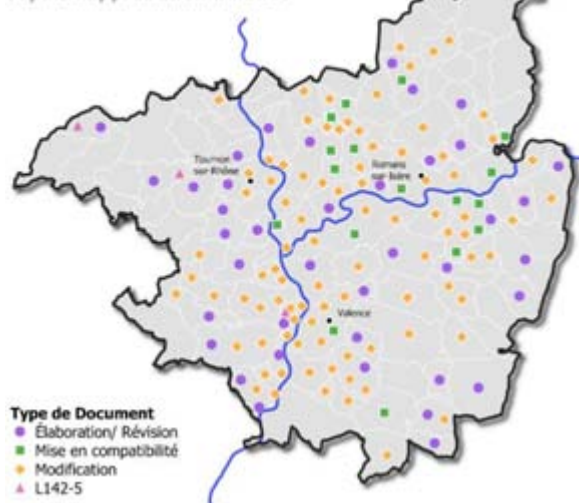 Tournon
sur-Rhône
Romans
sur-Isère
Valence
Type de Document
Élaboration/ Révision
Mise en compatibilité
Modification
L142-5